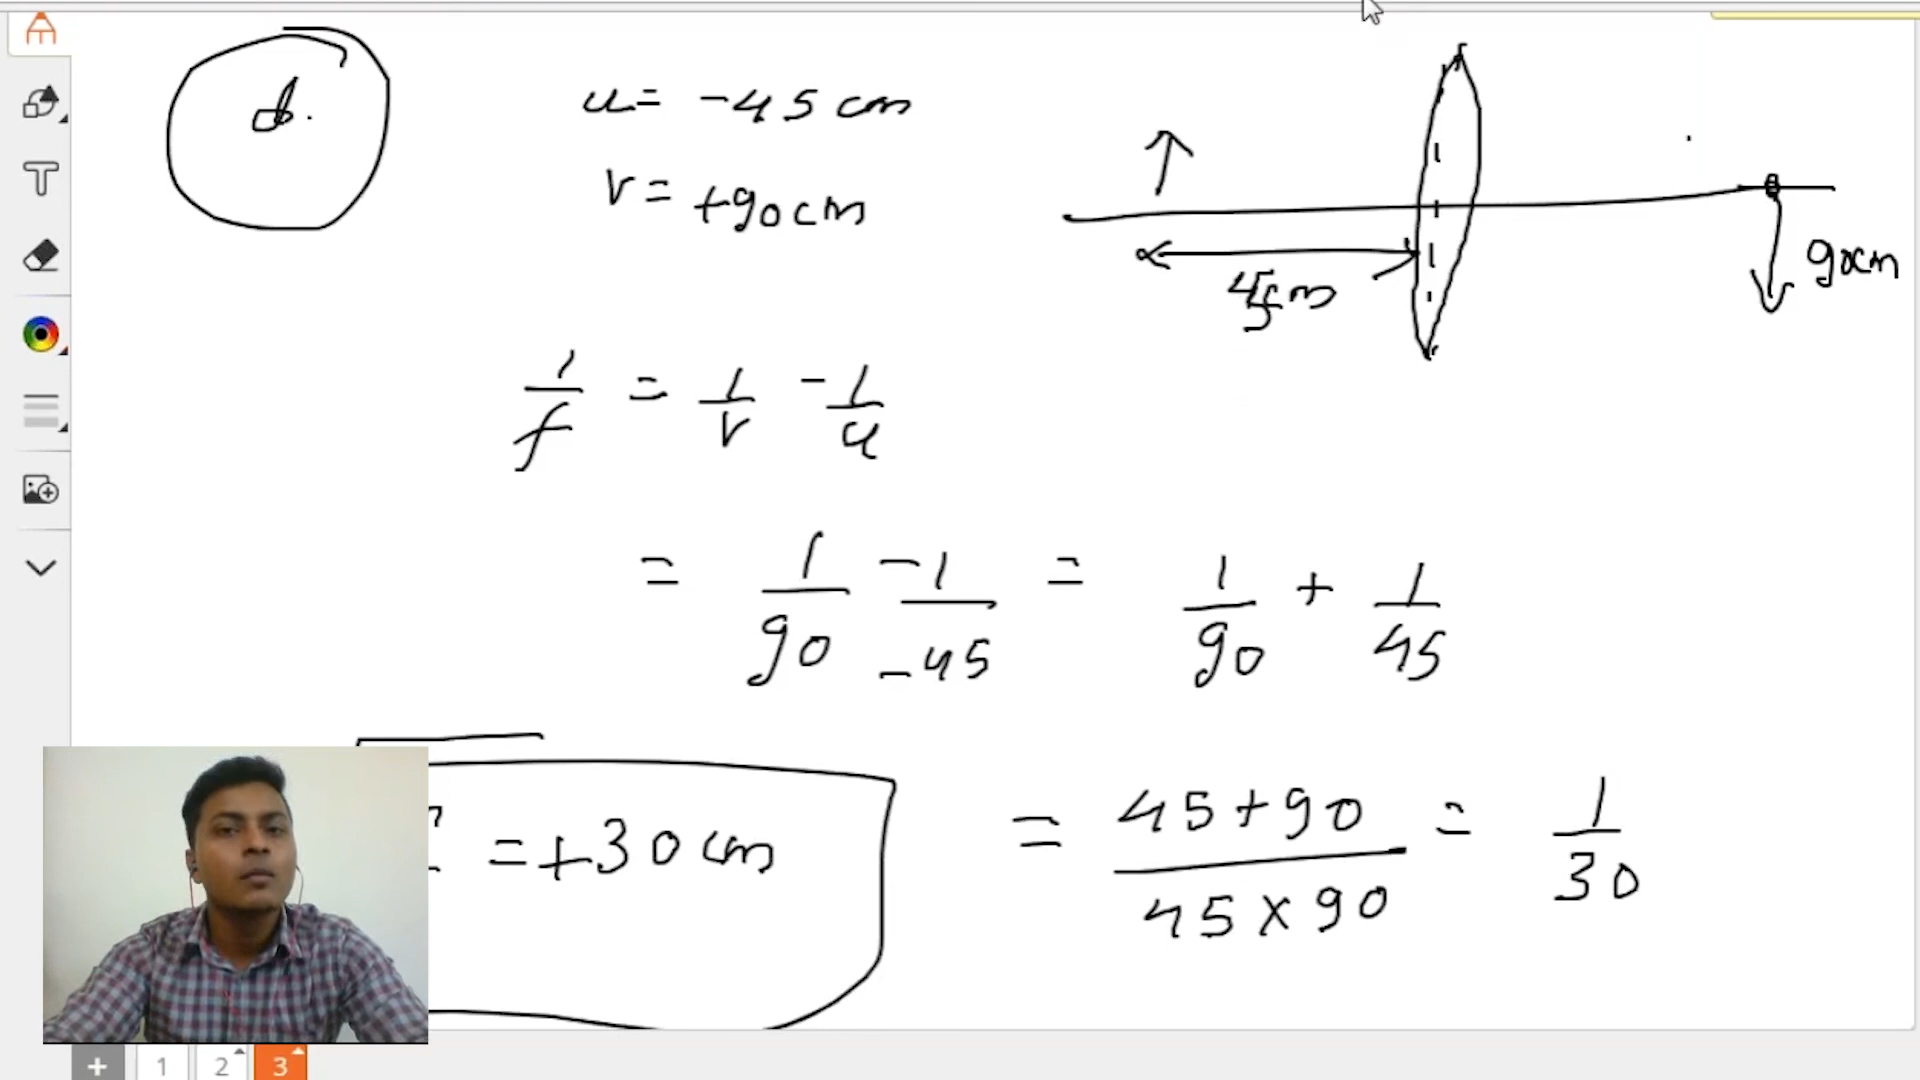 d.
u = -45 cm
v = +90 cm
45cm
90cm
1/f = 1/v - 1/u
= 1/90 - 1/-45 = 1/90 + 1/45
= 45+90/45×90 = 1/30
= +30 cm
T
+ 1 2 3